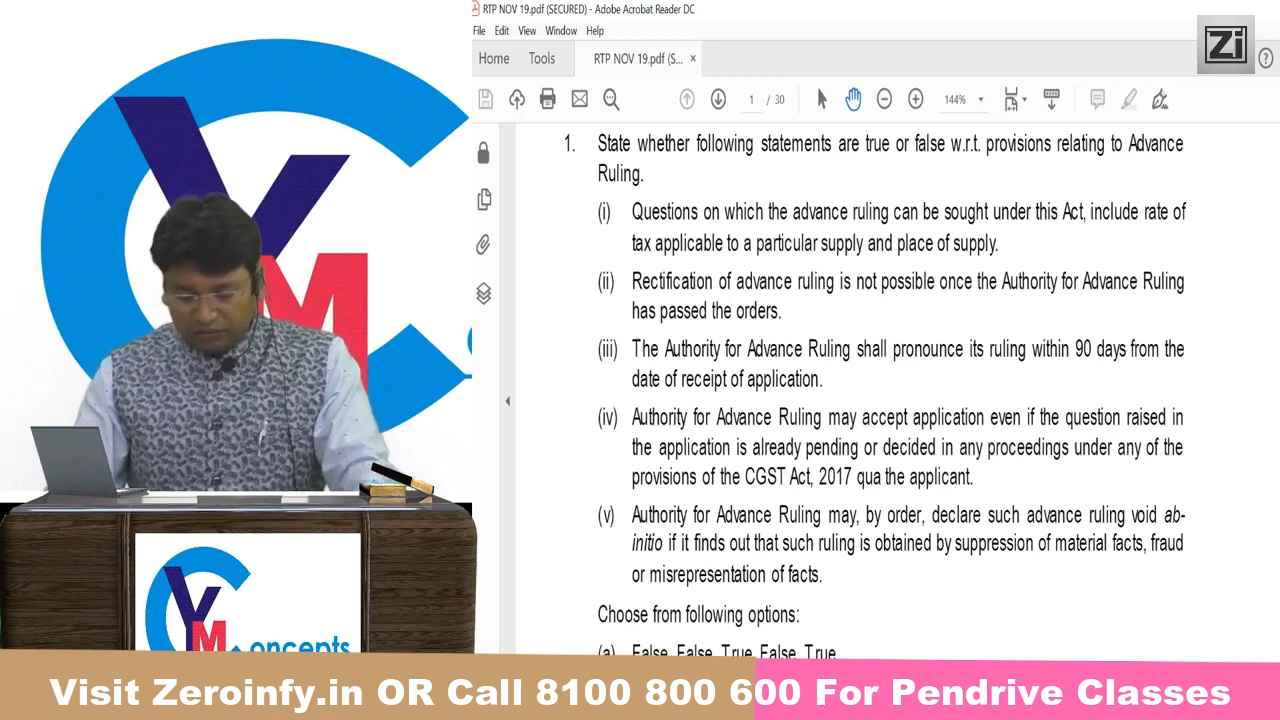 RTP NOV 19.pdf (SECURED) - Adobe Acrobat Reader DC
File Edit View Window Help
Zi
Home Tools RTP NOV 19.pdf (S... ×
1 / 30 144%
1. State whether following statements are true or false w.r.t. provisions relating to Advance
Ruling.
(i) Questions on which the advance ruling can be sought under this Act, include rate of
tax applicable to a particular supply and place of supply.
(ii) Rectification of advance ruling is not possible once the Authority for Advance Ruling
has passed the orders.
(iii) The Authority for Advance Ruling shall pronounce its ruling within 90 days from the
date of receipt of application.
(iv) Authority for Advance Ruling may accept application even if the question raised in
the application is already pending or decided in any proceedings under any of the
provisions of the CGST Act, 2017 qua the applicant.
(v) Authority for Advance Ruling may, by order, declare such advance ruling void ab-
initio if it finds out that such ruling is obtained by suppression of material facts, fraud
or misrepresentation of facts.
Choose from following options:
(a) False, False, True, False, True
YM
YM Concepts
Visit Zeroinfy.in OR Call 8100 800 600 For Pendrive Classes